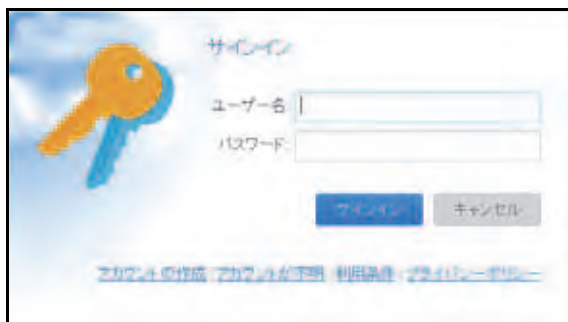 サインイン
ユーザー名
パスワード
サインイン キャンセル
アカウントの作成 アカウントが不明 利用条件 プライバシーポリシー